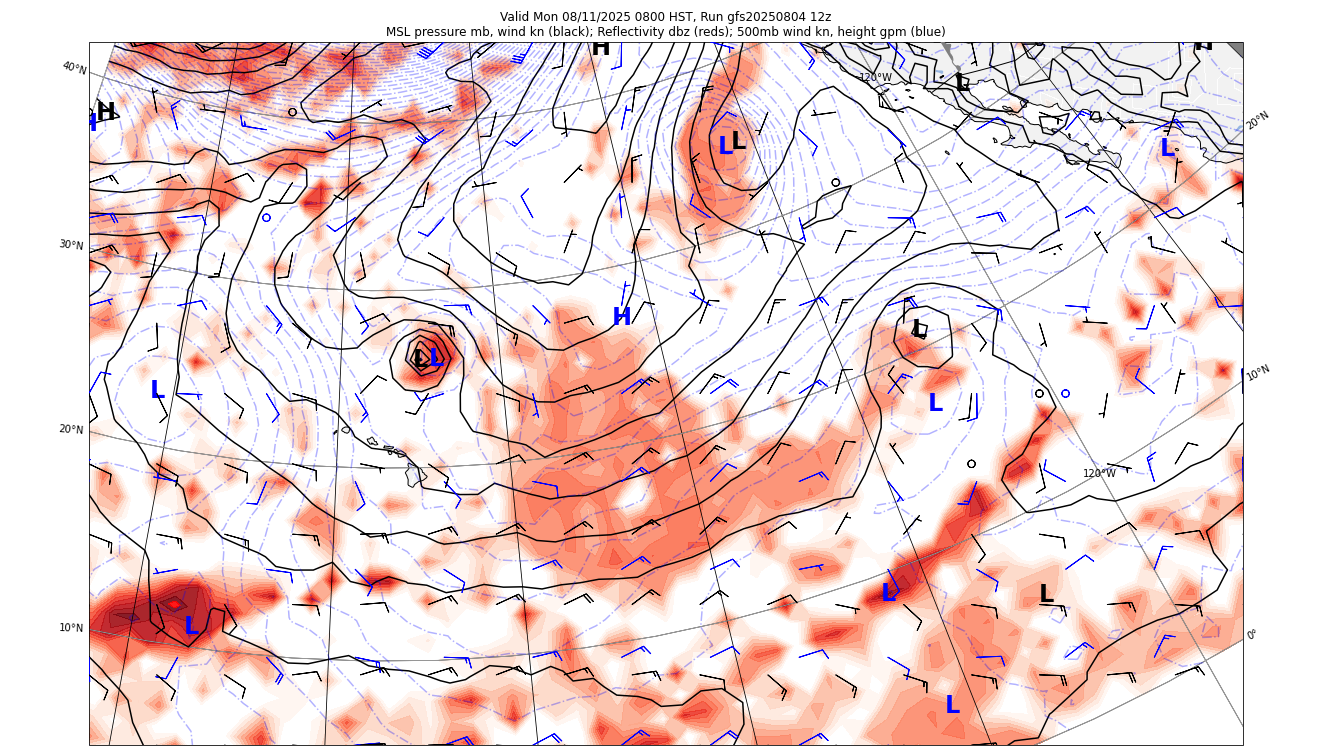 Valid Mon 08/11/2025 0800 HST, Run gfs20250804 12z
MSL pressure mb, wind kn (black); Reflectivity dbz (reds); 500mb wind kn, height gpm (blue)
H
H
40°N
120°W
L
H
H
20°N
L
L
L
30°N
H
L
L
L
10°N
L
L
20°N
120°W
L
L
10°N
L
0°
L